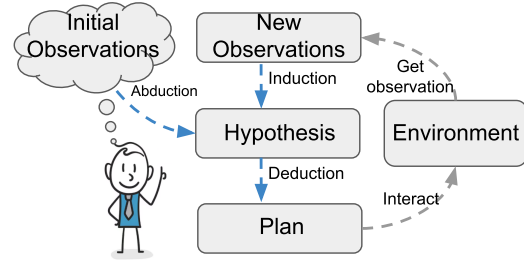 Initial
Observations
New
Observations
Abduction
Induction
Get
observation
Hypothesis
Environment
Deduction
Interact
Plan